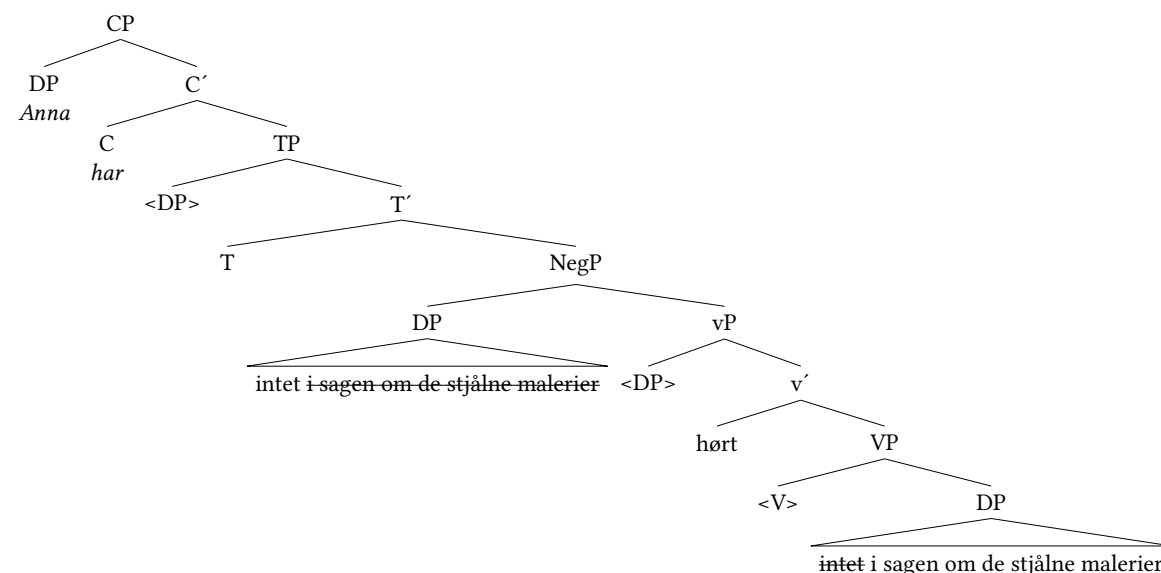 CP
DP C´
Anna
C TP
har
<DP> T´
T NegP
DP vP
intet i sagen om de stjålne malerier <DP> v´
hørt VP
<V> DP
intet i sagen om de stjålne malerier